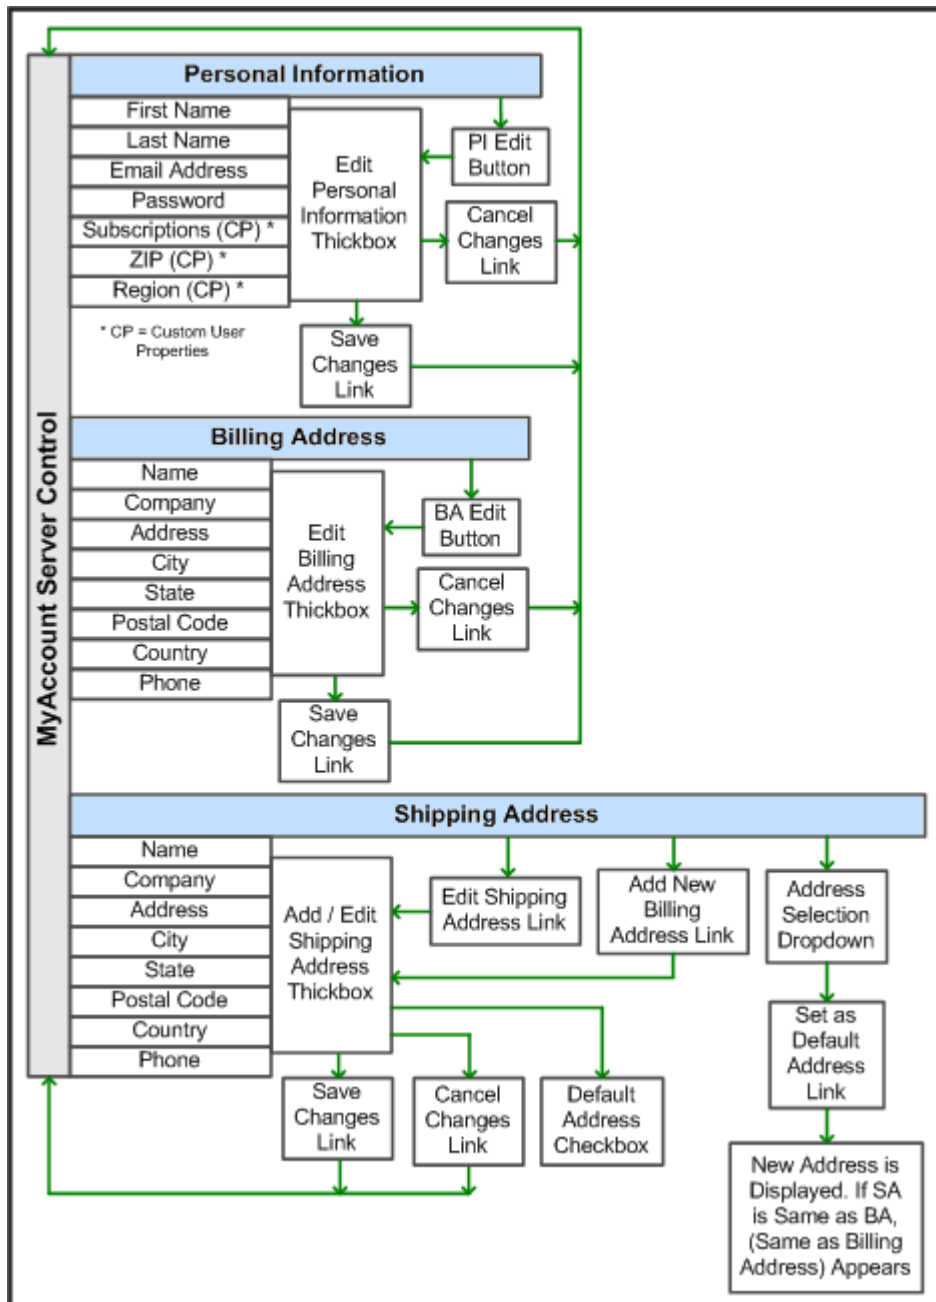 MyAccount Server Control
Personal Information
First Name
Last Name
Email Address
Password
Subscriptions (CP) *
ZIP (CP) *
Region (CP) *
* CP = Custom User
Properties
Edit
Personal
Information
Thickbox
PI Edit
Button
Cancel
Changes
Link
Save
Changes
Link
Billing Address
Name
Company
Address
City
State
Postal Code
Country
Phone
Edit
Billing
Address
Thickbox
BA Edit
Button
Cancel
Changes
Link
Save
Changes
Link
Shipping Address
Name
Company
Address
City
State
Postal Code
Country
Phone
Add / Edit
Shipping
Address
Thickbox
Edit Shipping
Address Link
Add New
Billing
Address Link
Address
Selection
Dropdown
Set as
Default
Address
Link
Save
Changes
Link
Cancel
Changes
Link
Default
Address
Checkbox
New Address is
Displayed. If SA
is Same as BA,
(Same as Billing
Address) Appears